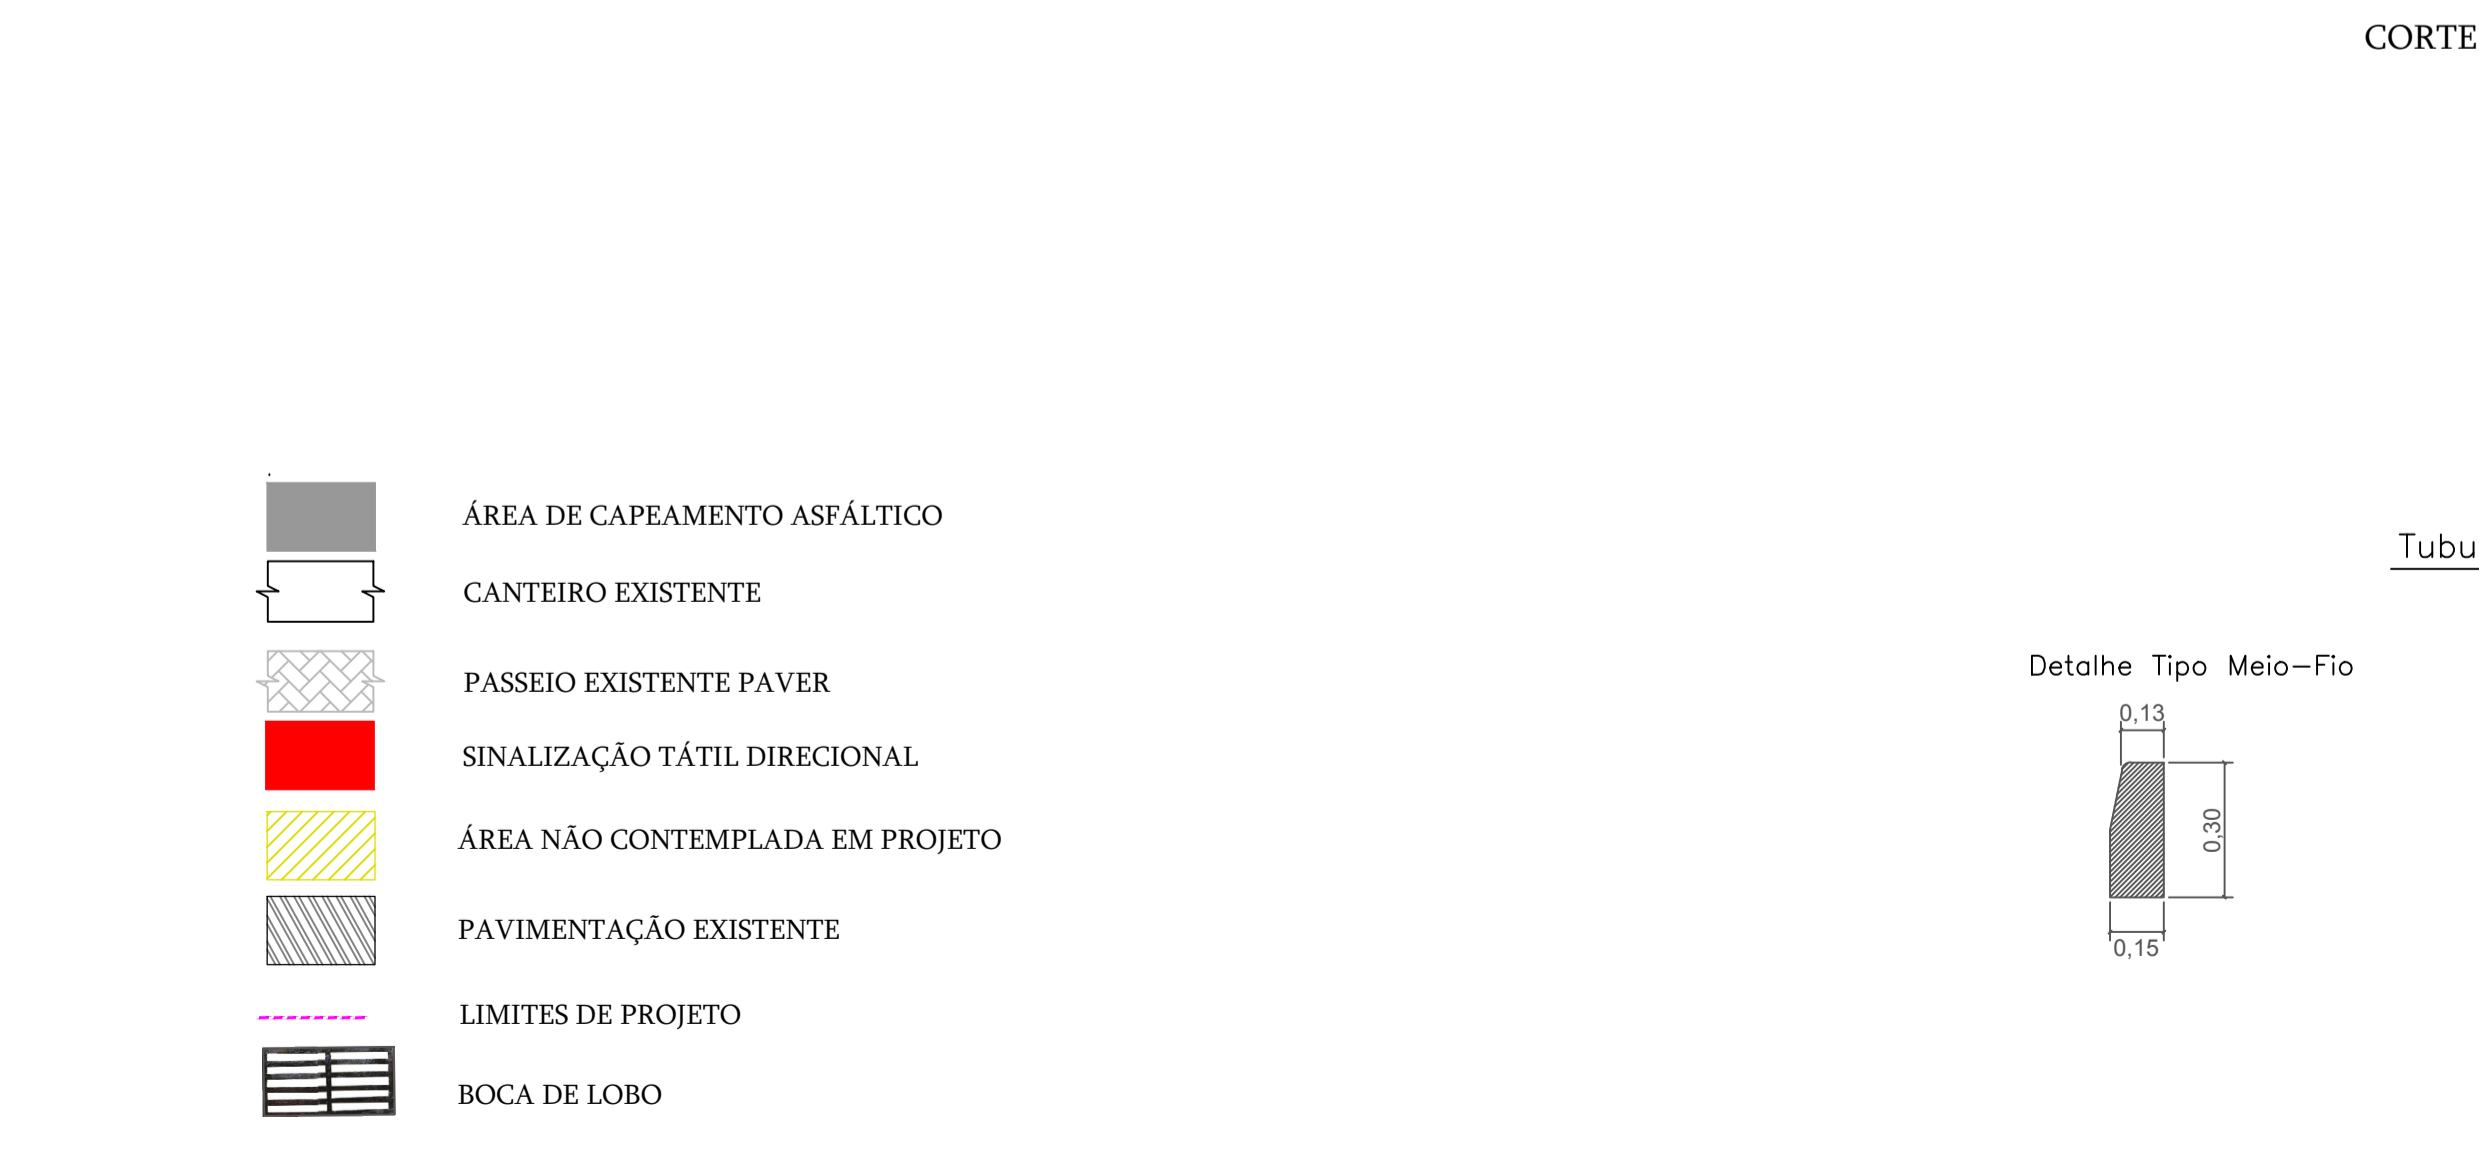 CORTE
ÁREA DE CAPEAMENTO ASFÁLTICO
CANTEIRO EXISTENTE
PASSEIO EXISTENTE PAVER
SINALIZAÇÃO TÁTIL DIRECIONAL
ÁREA NÃO CONTEMPLADA EM PROJETO
PAVIMENTAÇÃO EXISTENTE
LIMITES DE PROJETO
BOCA DE LOBO
Tubu
Detalhe Tipo Meio-Fio
0,13
0,30
0,15